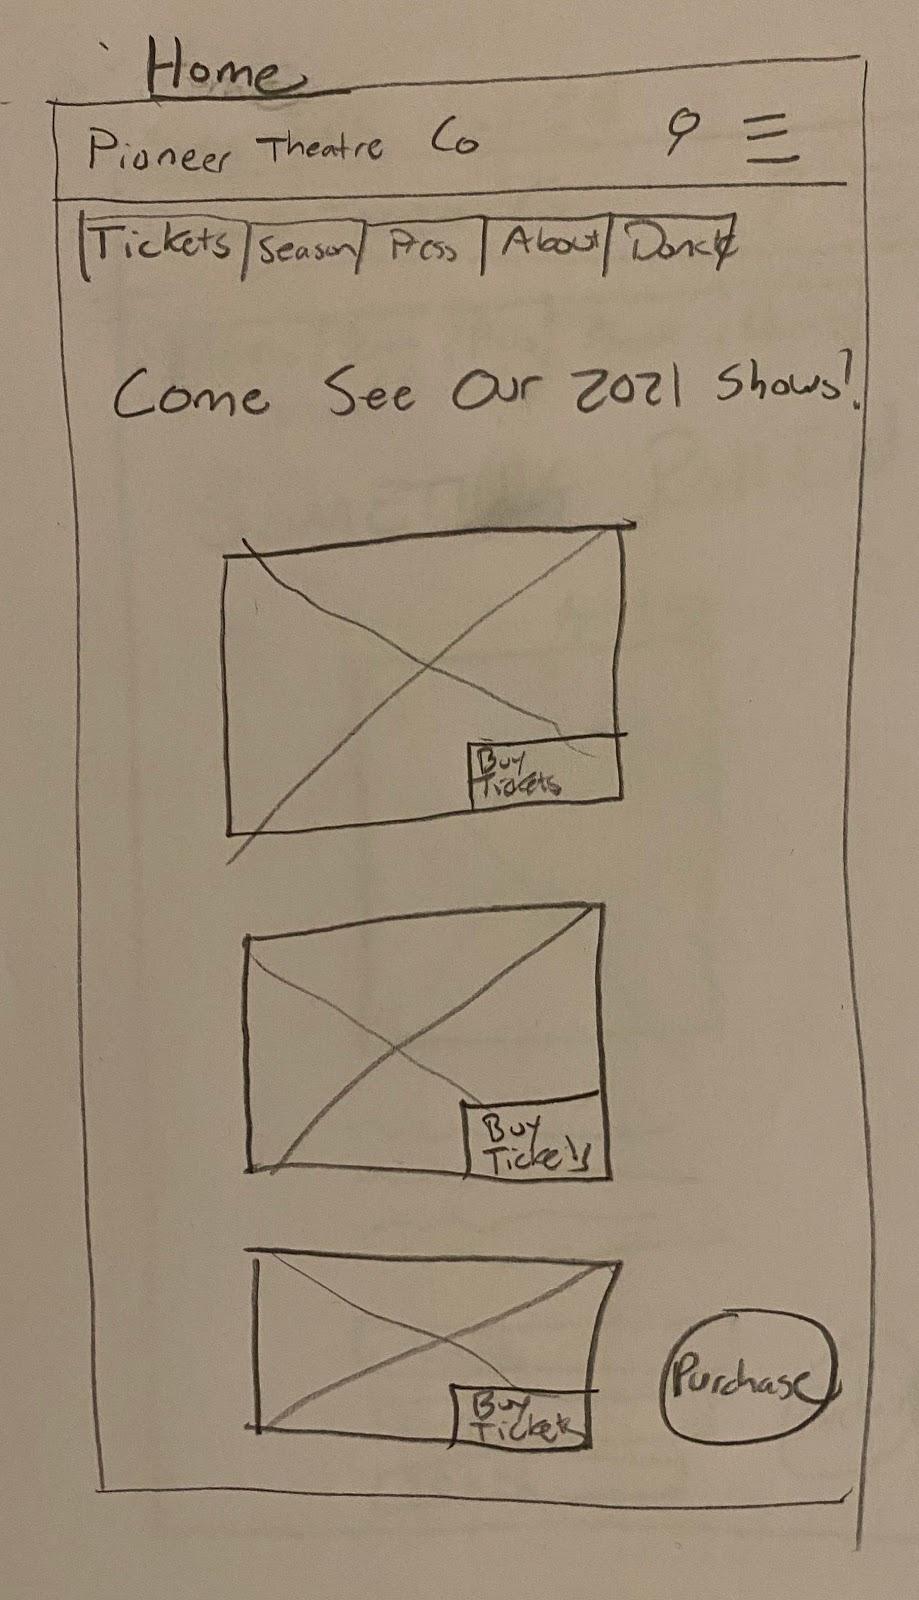 Home
Pioneer Theatre Co
Tickets Season Press About Donate
Come See Our 2021 Shows!
Buy
Tickets
Buy
Tickets
Buy
Tickets
Purchase